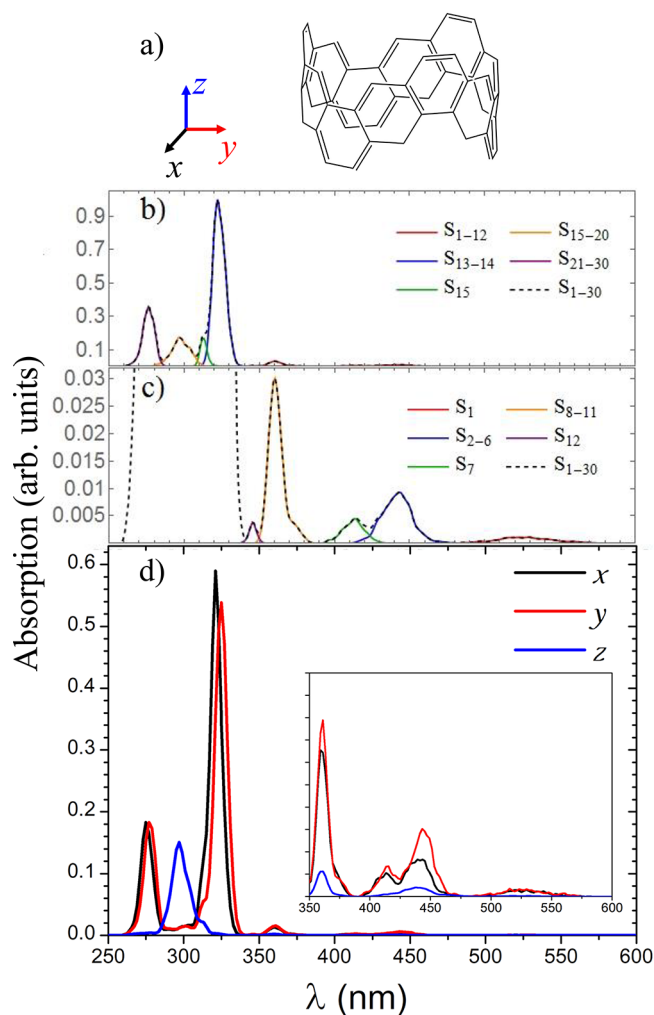 a)
z
y
x
b)
0.9
0.7
0.5
0.3
0.1
S1-12 S15-20
S13-14 S21-30
S15 S1-30
c)
0.03
0.025
0.02
0.015
0.01
0.005
S1 S8-11
S2-6 S12
S7 S1-30
Absorption (arb. units)
d)
0.6
0.5
0.4
0.3
0.2
0.1
0.0
x
y
z
350 400 450 500 550 600
250 300 350 400 450 500 550 600
λ (nm)